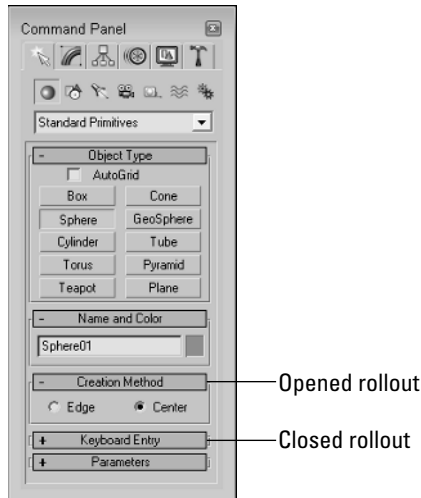 Command Panel
Standard Primitives
- Object Type
AutoGrid
Box Cone
Sphere GeoSphere
Cylinder Tube
Torus Pyramid
Teapot Plane
- Name and Color
Sphere01
- Creation Method
Opened rollout
Edge Center
+ Keyboard Entry
Closed rollout
+ Parameters